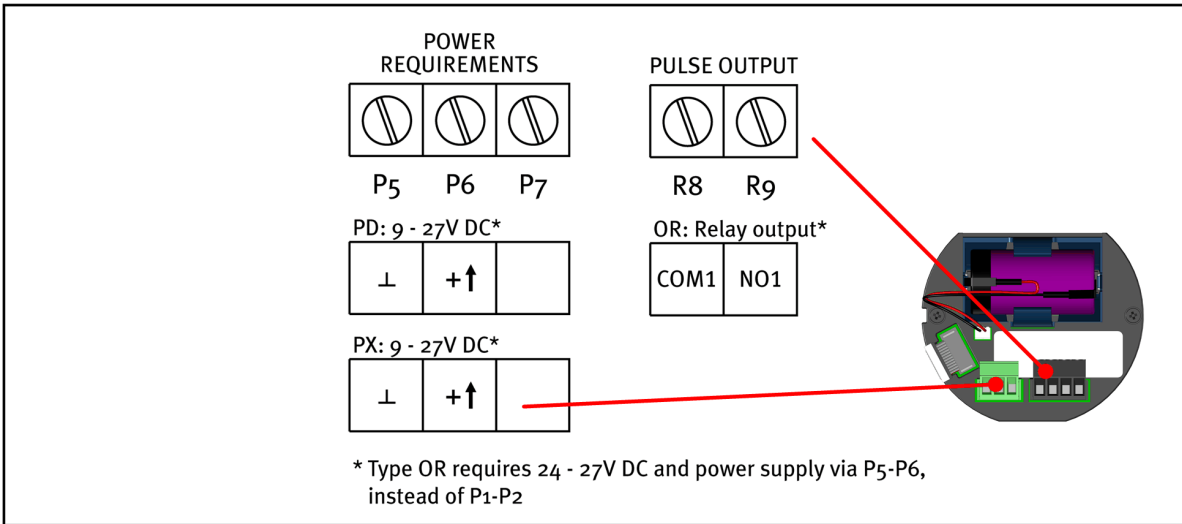 POWER
REQUIREMENTS
PULSE OUTPUT
P5 P6 P7
R8 R9
PD: 9 - 27V DC*
⊥ +↑
OR: Relay output*
COM1 NO1
PX: 9 - 27V DC*
⊥ +↑
* Type OR requires 24 - 27V DC and power supply via P5-P6,
instead of P1-P2